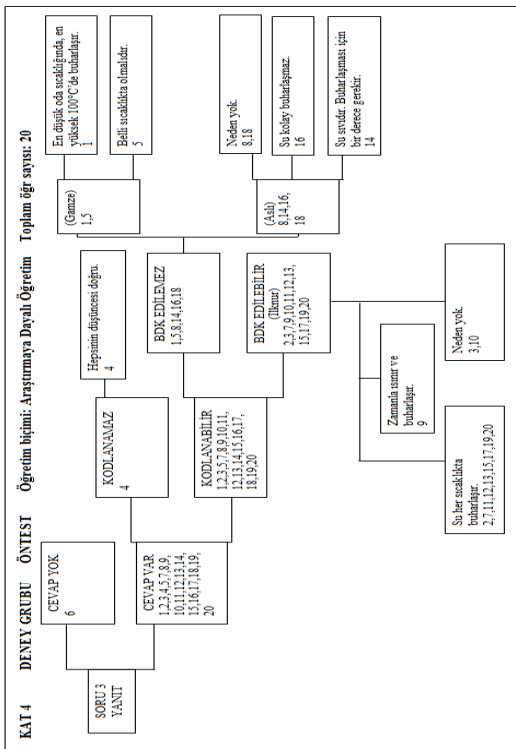 KAT 4 DENEY GRUBU ÖNTEST Öğretim biçimi: Araştırmaya Dayalı Öğretim Toplam öğr sayısı: 20
SORU 3
YANIT
CEVAP YOK
6
CEVAP VAR
1,2,3,4,5,7,8,9,
10,11,12,13,14,
15,16,17,18,19,
20
KODLANAMAZ
4
KODLANABİLİR
1,2,3,5,7,8,9,10,11,
12,13,14,15,16,17,
18,19,20
Hepsinin düşüncesi doğru.
4
BDK EDİLEMEZ
1,5,8,14,16,18
BDK EDİLEBİLİR
(İlknur)
2,3,7,9,10,11,12,13,
15,17,19,20
(Gamze)
1,5
(Aslı)
8,14,16,
18
En düşük oda sıcaklığında, en
yüksek 100°C'de buharlaşır.
1
Belli sıcaklıkta olmalıdır.
5
Neden yok.
8,18
Su kolay buharlaşmaz.
16
Su sıvıdır. Buharlaşması için
bir derece gerekir.
14
Su her sıcaklıkta
buharlaşır.
2,7,11,12,13,15,17,19,20
Zamanla ısınır ve
buharlaşır.
9
Neden yok.
3,10